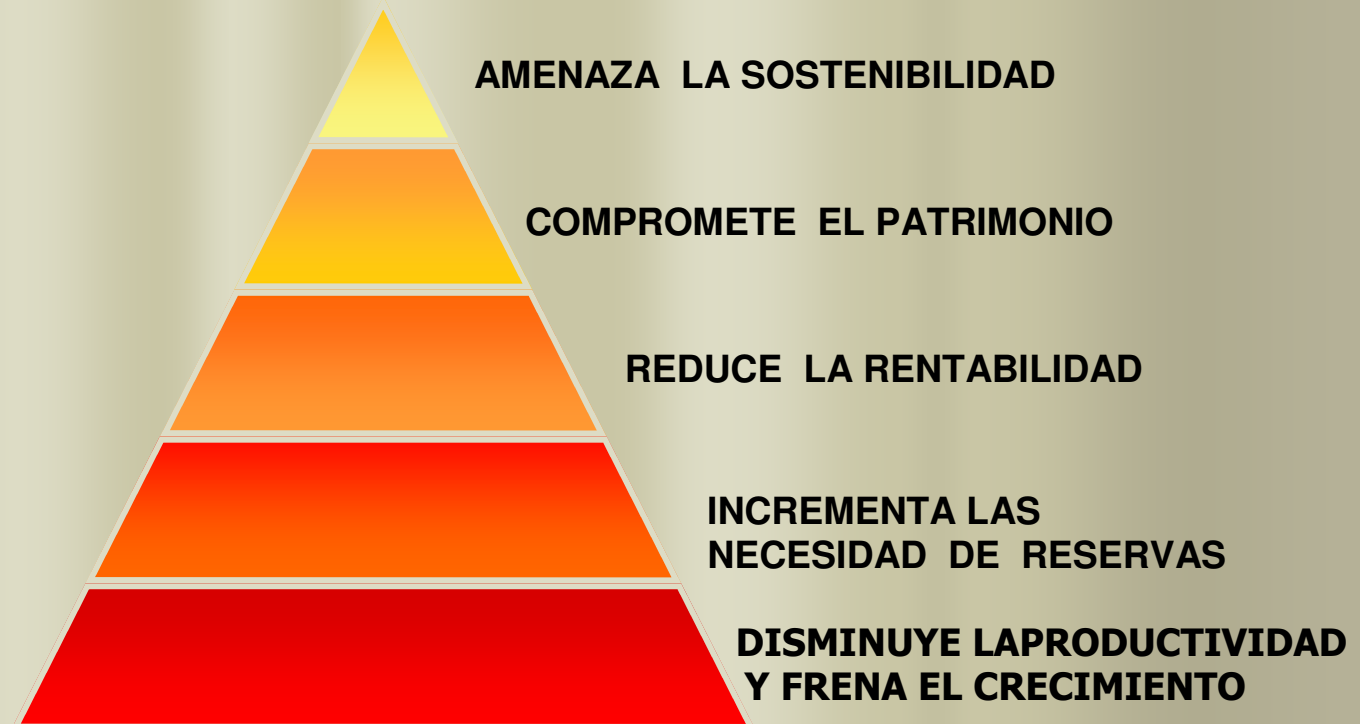 AMENAZA LA SOSTENIBILIDAD
COMPROMETE EL PATRIMONIO
REDUCE LA RENTABILIDAD
INCREMENTA LAS
NECESIDAD DE RESERVAS
DISMINUYE LAPRODUCTIVIDAD
Y FRENA EL CRECIMIENTO